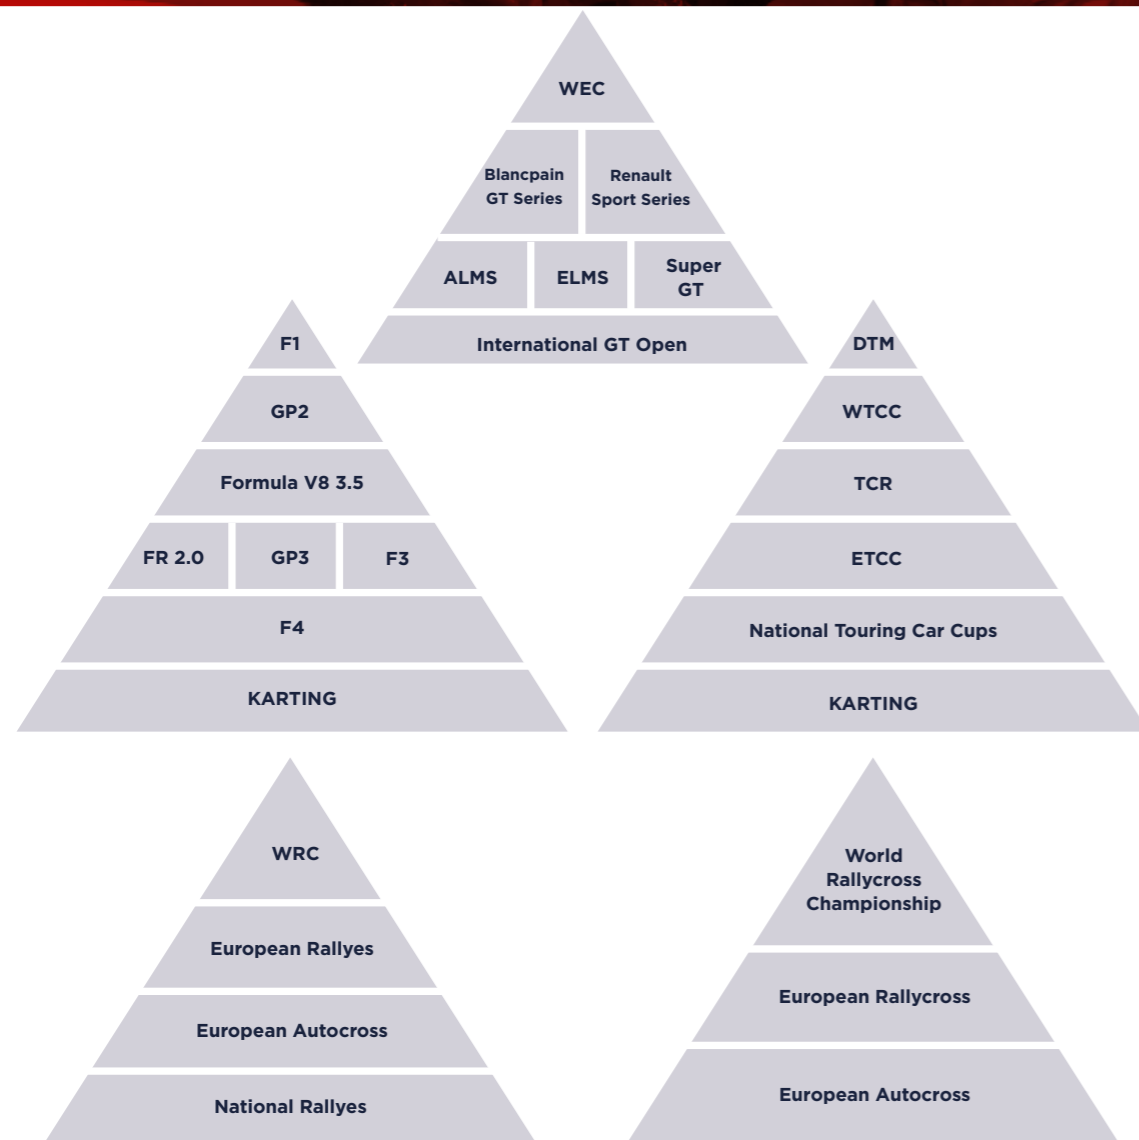 WEC
Blancpain
GT Series
Renault
Sport Series
ALMS
ELMS
Super
GT
International GT Open
F1
GP2
Formula V8 3.5
FR 2.0
GP3
F3
F4
KARTING
DTM
WTCC
TCR
ETCC
National Touring Car Cups
KARTING
WRC
European Rallyes
European Autocross
National Rallyes
World
Rallycross
Championship
European Rallycross
European Autocross